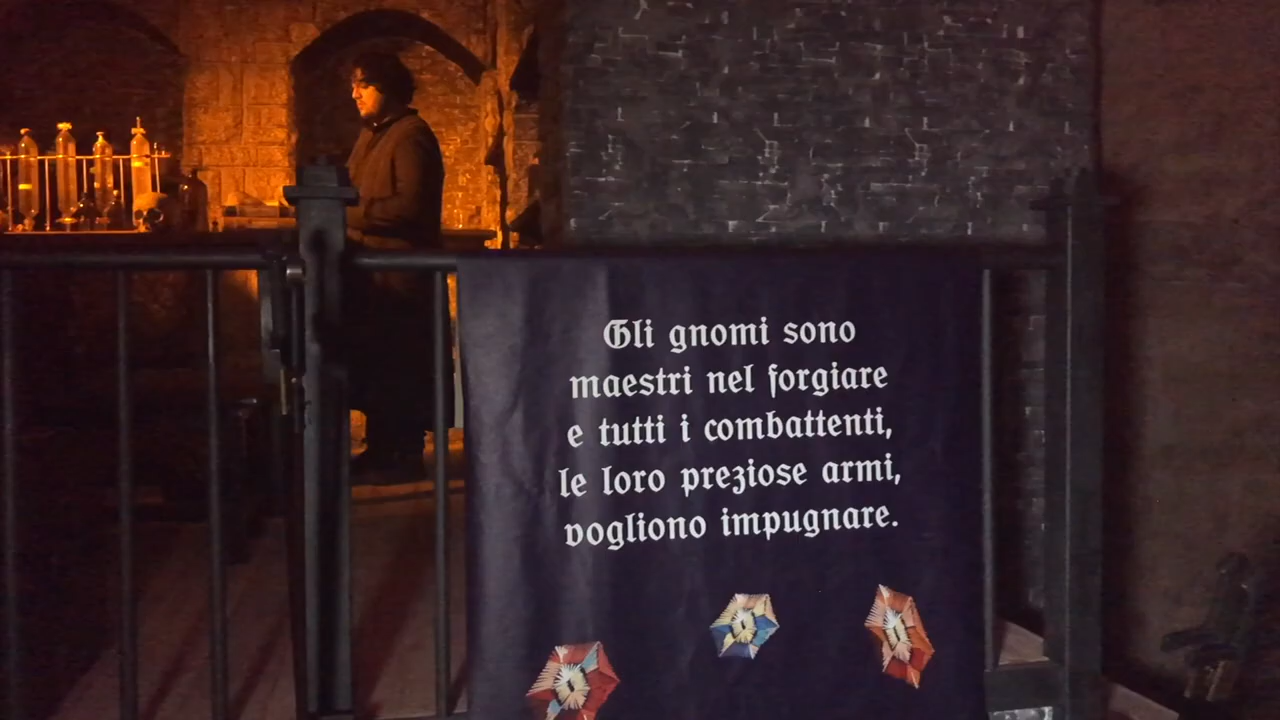 Gli gnomi sono
maestri nel forgiare
e tutti i combattenti,
le loro preziose armi,
vogliono impugnare.